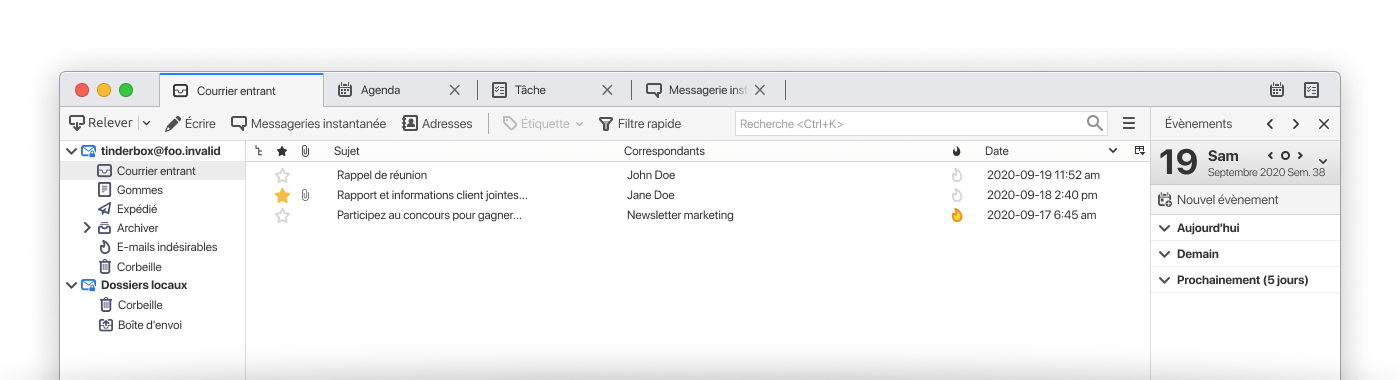 Courrier entrant
Agenda
Tâche
Messagerie inst
Relever
Écrire
Messageries instantanée
Adresses
Étiquette
Filtre rapide
Recherche <Ctrl+K>
Évènements
tinderbox@foo.invalid
Courrier entrant
Gommes
Expédié
Archiver
E-mails indésirables
Corbeille
Dossiers locaux
Corbeille
Boîte d'envoi
Sujet Correspondants Date
Rappel de réunion John Doe 2020-09-19 11:52 am
Rapport et informations client jointes... Jane Doe 2020-09-18 2:40 pm
Participez au concours pour gagner... Newsletter marketing 2020-09-17 6:45 am
19 Sam
Septembre 2020 Sem. 38
Nouvel évènement
Aujourd'hui
Demain
Prochainement (5 jours)